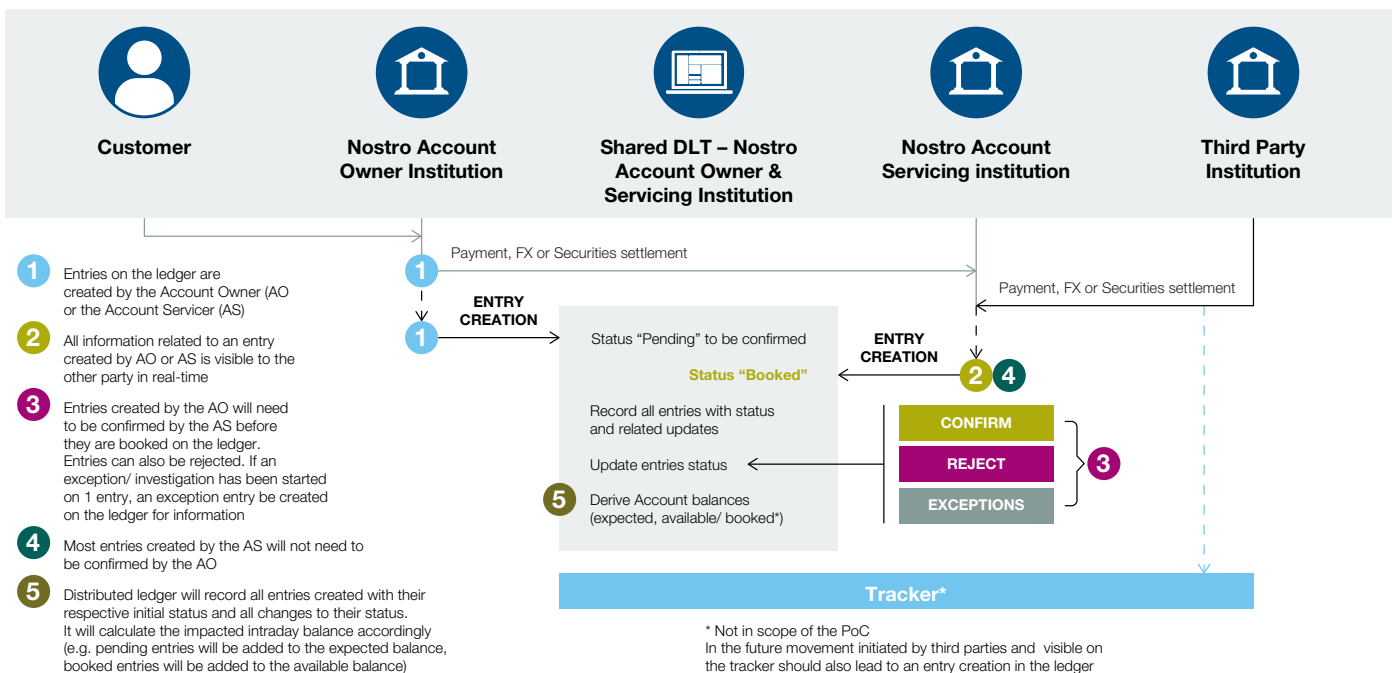 Customer
Nostro Account
Owner Institution
Shared DLT – Nostro
Account Owner &
Servicing Institution
Nostro Account
Servicing institution
Third Party
Institution
1
Entries on the ledger are
created by the Account Owner (AO
or the Account Servicer (AS)
2
All information related to an entry
created by AO or AS is visible to the
other party in real-time
3
Entries created by the AO will need
to be confirmed by the AS before
they are booked on the ledger.
Entries can also be rejected. If an
exception/ investigation has been started
on 1 entry, an exception entry be created
on the ledger for information
4
Most entries created by the AS will not need to
be confirmed by the AO
5
Distributed ledger will record all entries created with their
respective initial status and all changes to their status.
It will calculate the impacted intraday balance accordingly
(e.g. pending entries will be added to the expected balance,
booked entries will be added to the available balance)
1
Payment, FX or Securities settlement
Payment, FX or Securities settlement
1
ENTRY
CREATION
Status “Pending” to be confirmed
Status “Booked”
ENTRY
CREATION
2 4
Record all entries with status
and related updates
Update entries status
5
Derive Account balances
(expected, available/ booked*)
CONFIRM
REJECT
EXCEPTIONS
3
Tracker*
* Not in scope of the PoC
In the future movement initiated by third parties and visible on
the tracker should also lead to an entry creation in the ledger